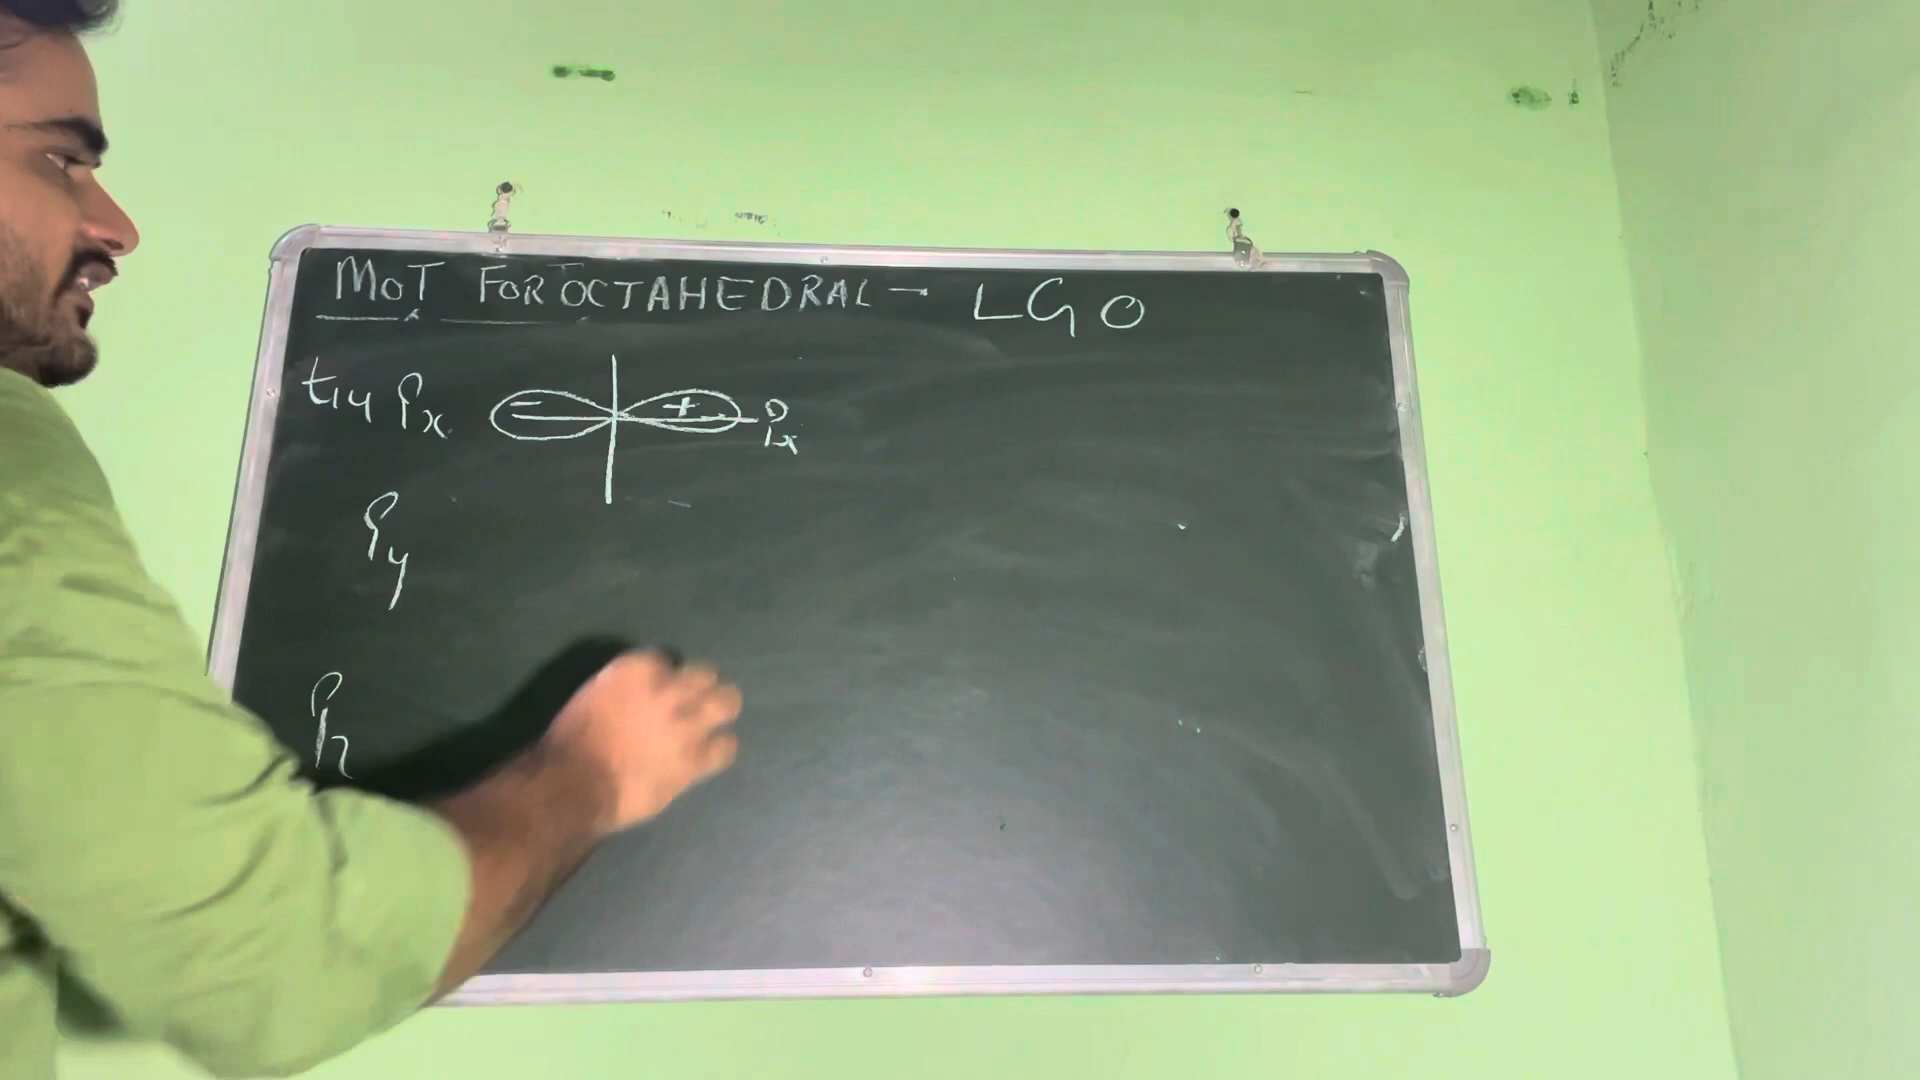 MOT FOR OCTAHEDRAL → LGO
t1u Px - + Px
Py
Pz